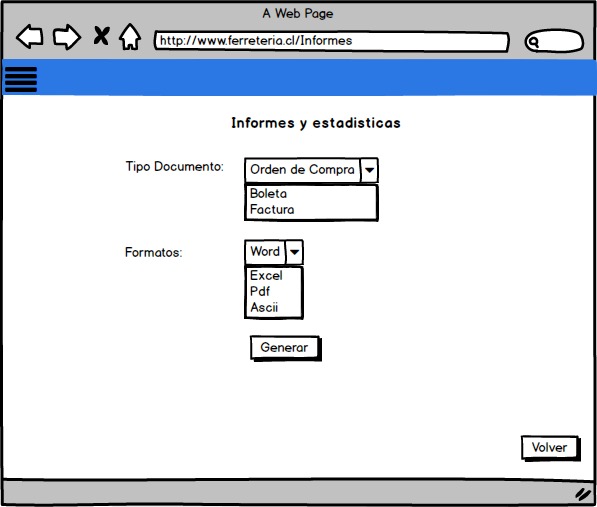 A Web Page
http://www.ferreteria.cl/Informes
Informes y estadisticas
Tipo Documento:
Orden de Compra
Boleta
Factura
Formatos:
Word
Excel
Pdf
Ascii
Generar
Volver